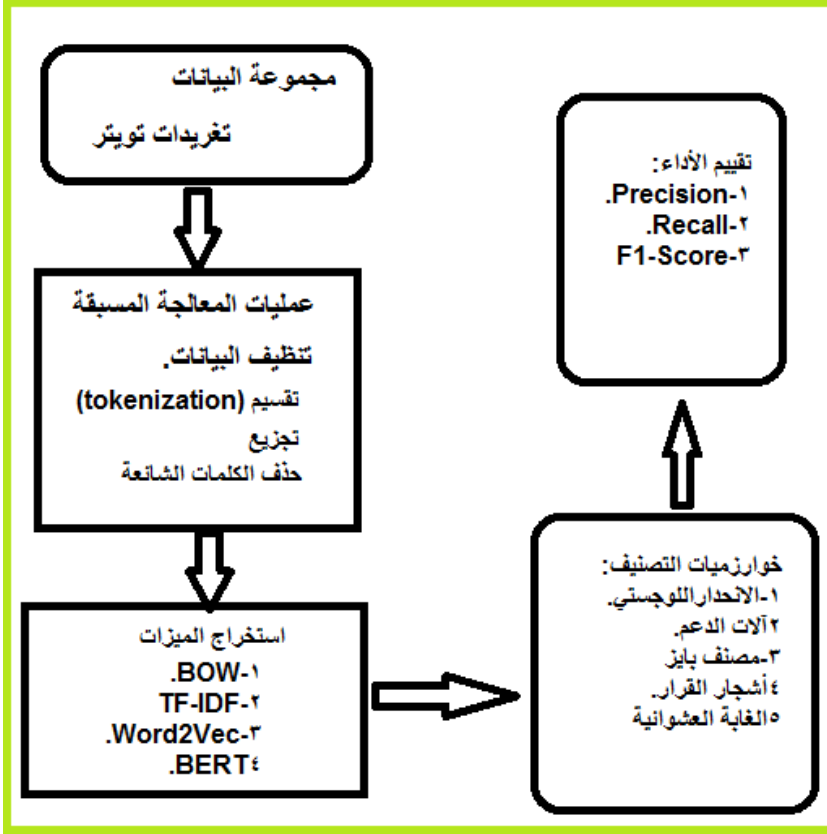 مجموعة البيانات
تغريدات تويتر
عمليات المعالجة المسبقة
تنظيف البيانات.
تقسيم (tokenization)
تجزيع
حذف الكلمات الشائعة
استخراج الميزات
١-BOW.
٢-TF-IDF
٣-Word2Vec.
٤BERT.
خوارزميات التصنيف:
١-الانحداراللوجستي.
٢آلات الدعم.
٣-مصنف بايز
٤أشجار القرار.
٥الغابة العشوائية
تقييم الأداء:
١-Precision.
٢-Recall.
٣-F1-Score